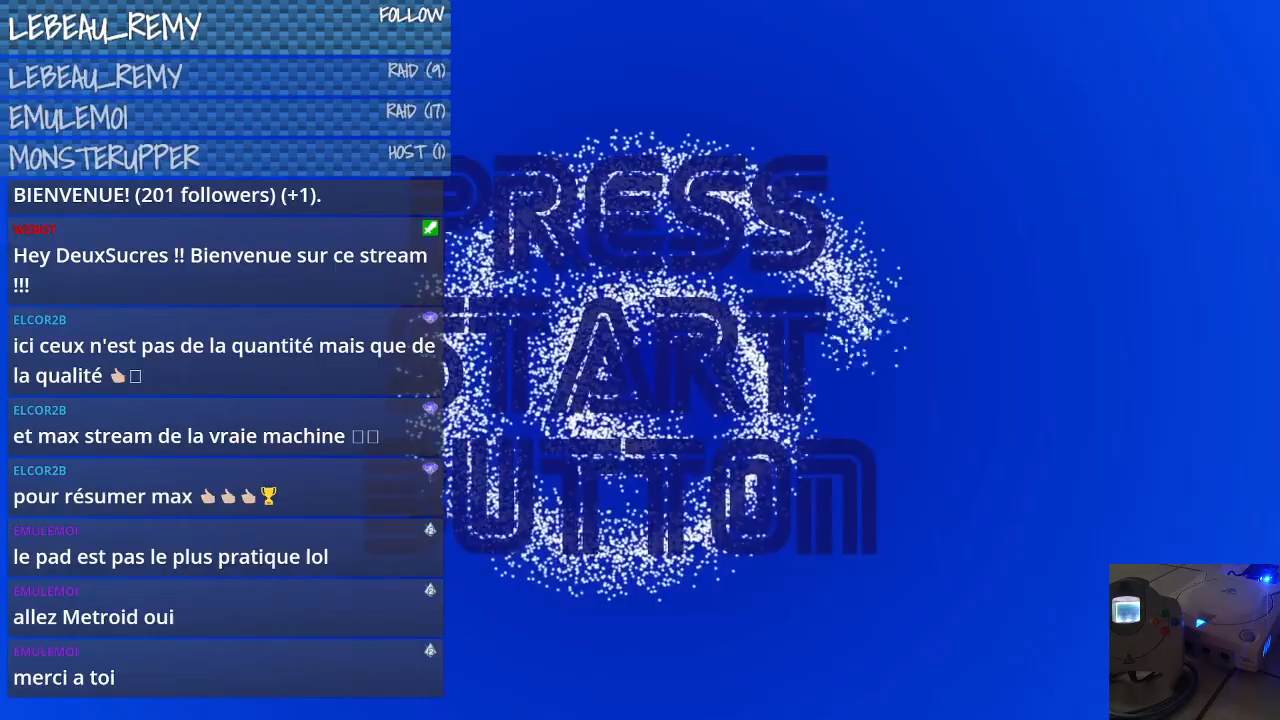 LEBEAU_REMY
FOLLOW
LEBEAU_REMY
RAID (9)
EMULEMOI
RAID (17)
MONSTERUPPER
HOST (1)
BIENVENUE! (201 followers) (+1).
WZBOT
Hey DeuxSucres !! Bienvenue sur ce stream
!!!
ELCOR2B
ici ceux n'est pas de la quantité mais que de
la qualité 👆🏼
ELCOR2B
et max stream de la vraie machine
ELCOR2B
pour résumer max 👆🏼👆🏼👆🏼🏆
EMULEMOI
le pad est pas le plus pratique lol
EMULEMOI
allez Metroid oui
EMULEMOI
merci a toi
PRESS
START
BUTTON